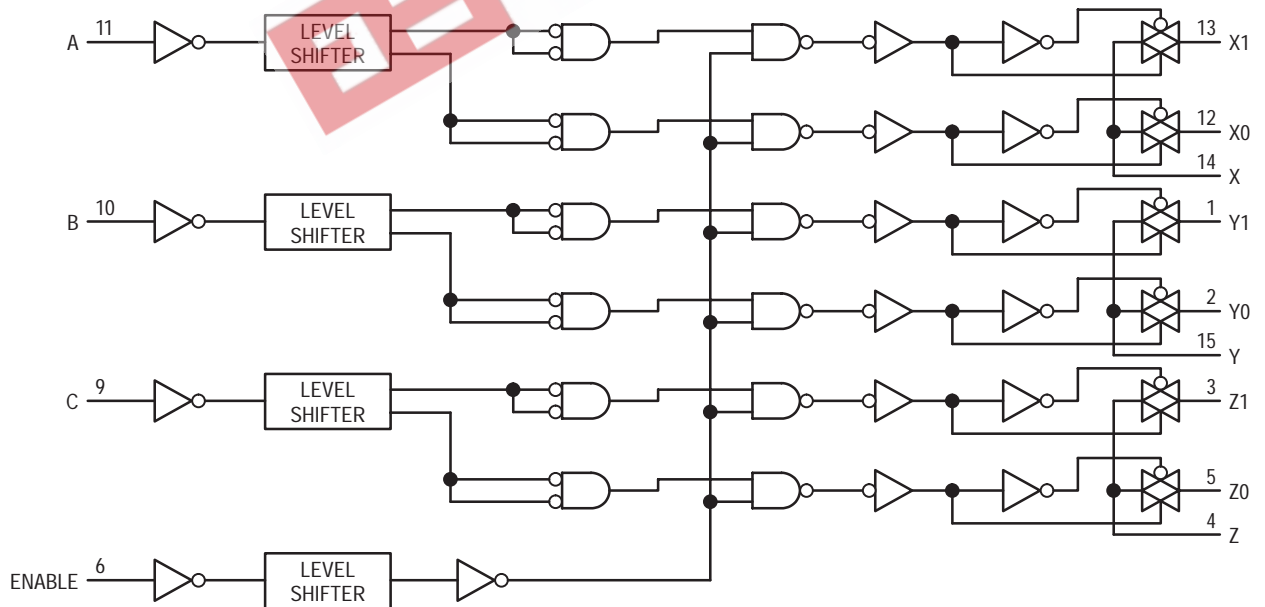 A 11 LEVEL SHIFTER 13 X1
12 X0
14 X
B 10 LEVEL SHIFTER 1 Y1
2 Y0
15 Y
C 9 LEVEL SHIFTER 3 Z1
5 Z0
4 Z
ENABLE 6 LEVEL SHIFTER